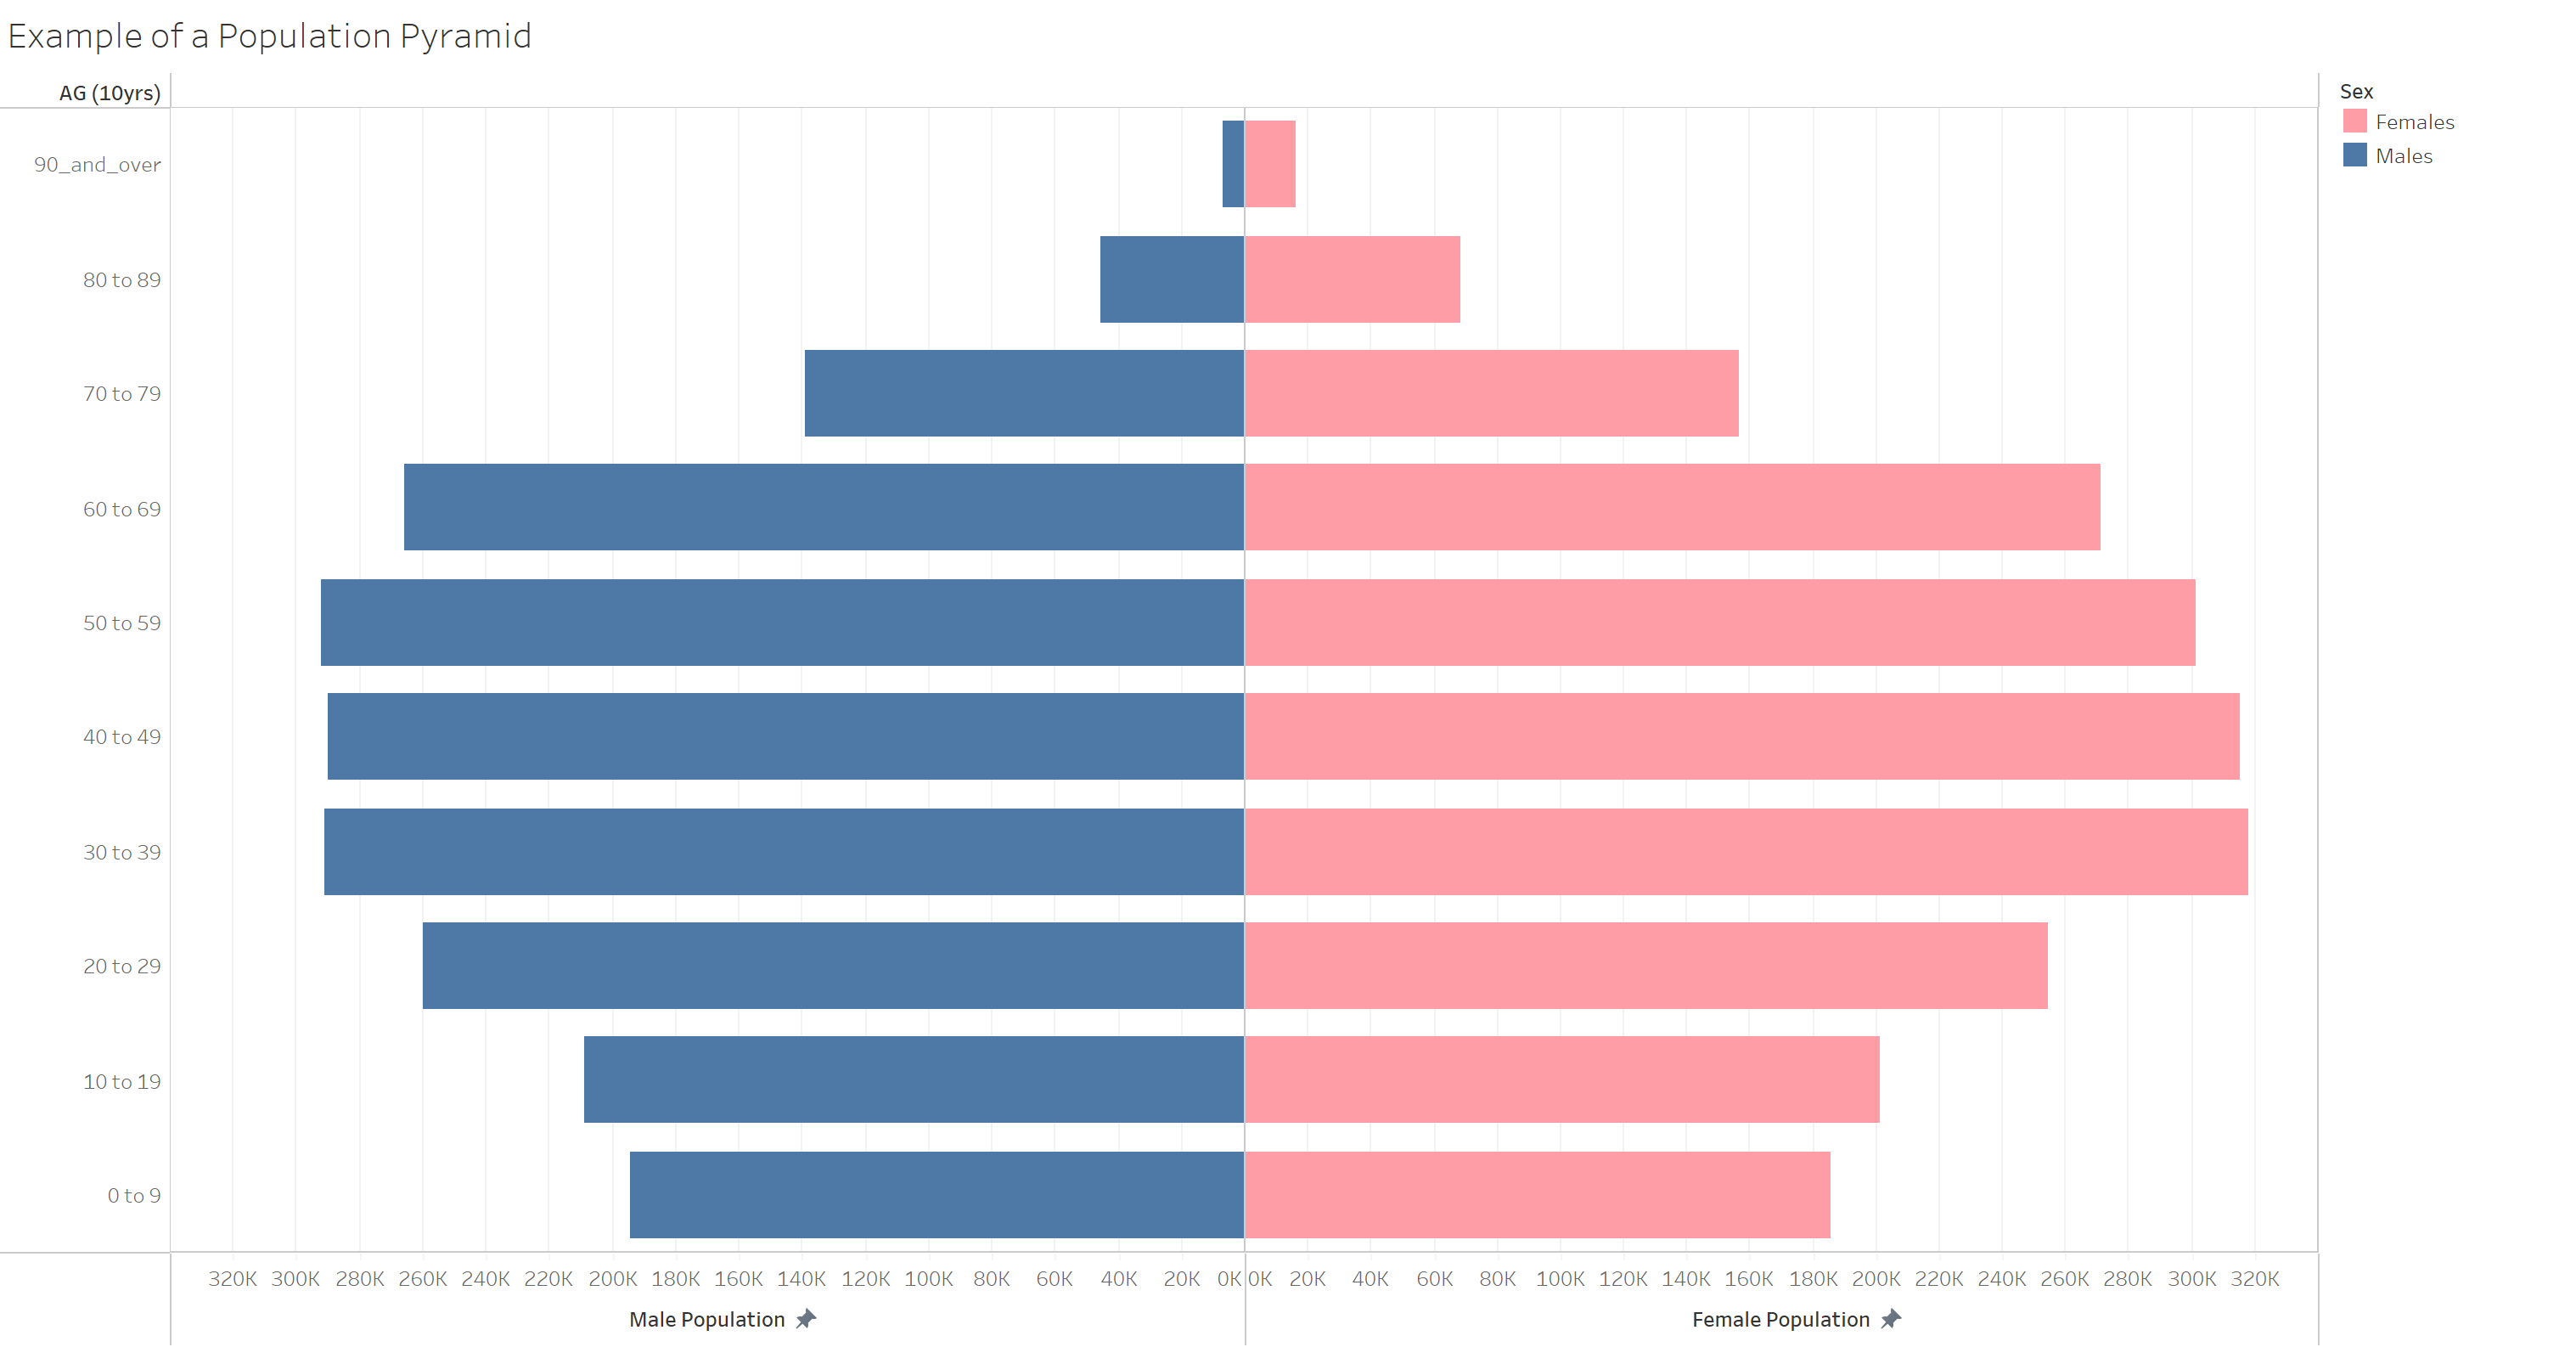 Example of a Population Pyramid
AG (10yrs)
Sex
Females
Males
90_and_over
80 to 89
70 to 79
60 to 69
50 to 59
40 to 49
30 to 39
20 to 29
10 to 19
0 to 9
320K 300K 280K 260K 240K 220K 200K 180K 160K 140K 120K 100K 80K 60K 40K 20K 0K 0K 20K 40K 60K 80K 100K 120K 140K 160K 180K 200K 220K 240K 260K 280K 300K 320K
Male Population Female Population